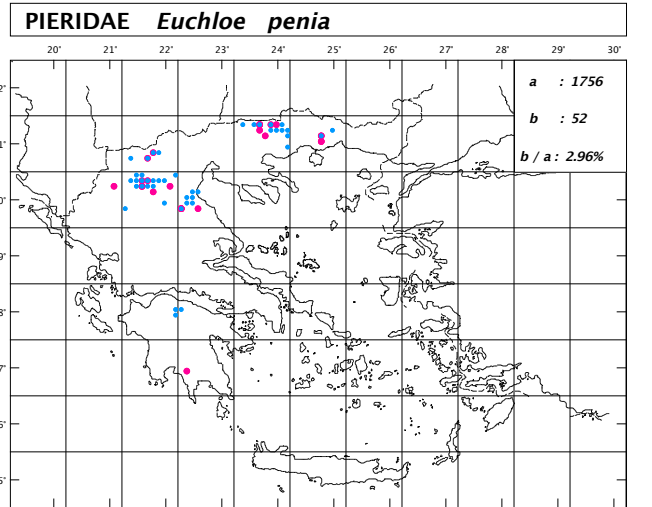 PIERIDAE Euchloe penia
20' 21' 22' 23' 24' 25' 26' 27' 28' 29' 30'
a : 1756
b : 52
b / a : 2.96%